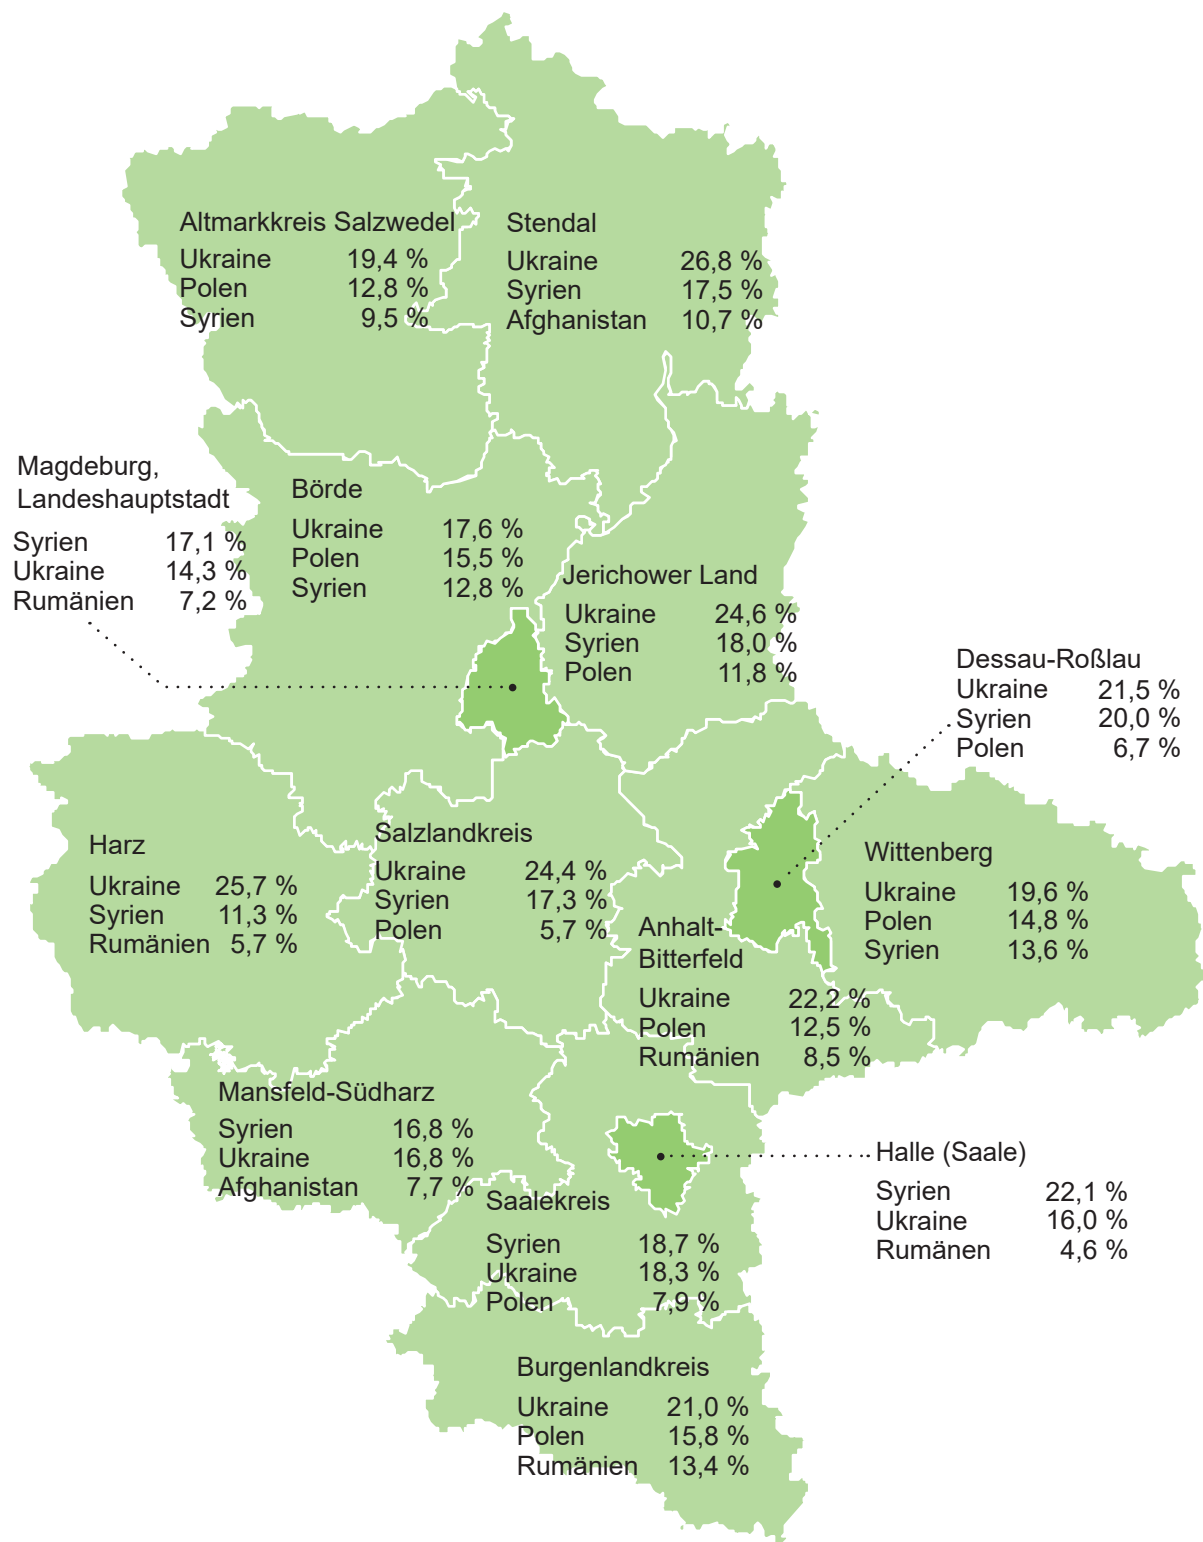 Altmarkkreis Salzwedel
Ukraine 19,4 %
Polen 12,8 %
Syrien 9,5 %
Stendal
Ukraine 26,8 %
Syrien 17,5 %
Afghanistan 10,7 %
Magdeburg,
Landeshauptstadt
Syrien 17,1 %
Ukraine 14,3 %
Rumänien 7,2 %
Börde
Ukraine 17,6 %
Polen 15,5 %
Syrien 12,8 %
Jerichower Land
Ukraine 24,6 %
Syrien 18,0 %
Polen 11,8 %
Dessau-Roßlau
Ukraine 21,5 %
Syrien 20,0 %
Polen 6,7 %
Harz
Ukraine 25,7 %
Syrien 11,3 %
Rumänien 5,7 %
Salzlandkreis
Ukraine 24,4 %
Syrien 17,3 %
Polen 5,7 %
Wittenberg
Ukraine 19,6 %
Polen 14,8 %
Syrien 13,6 %
Anhalt-
Bitterfeld
Ukraine 22,2 %
Polen 12,5 %
Rumänien 8,5 %
Mansfeld-Südharz
Syrien 16,8 %
Ukraine 16,8 %
Afghanistan 7,7 %
Halle (Saale)
Syrien 22,1 %
Ukraine 16,0 %
Rumänen 4,6 %
Saalekreis
Syrien 18,7 %
Ukraine 18,3 %
Polen 7,9 %
Burgenlandkreis
Ukraine 21,0 %
Polen 15,8 %
Rumänien 13,4 %